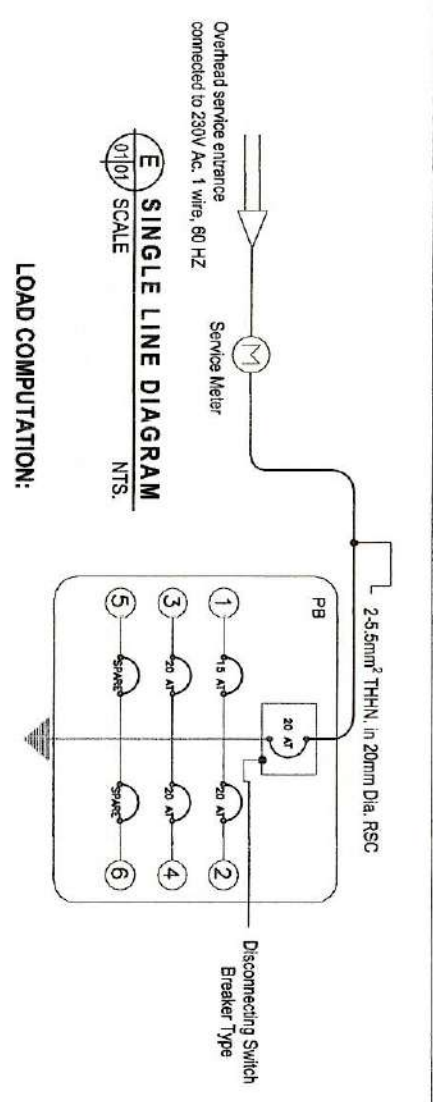 Overhead service entrance
connected to 230V Ac. 1 wire, 60 HZ
Service Meter
M
2-5.5mm² THHN. in 20mm Dia. RSC
PB
20 AT
Disconnecting Switch
Breaker Type
1
15 AT
20 AT
2
3
20 AT
20 AT
4
5
SPARE
SPARE
6
E
01 01
SINGLE LINE DIAGRAM
SCALE
NTS.
LOAD COMPUTATION: